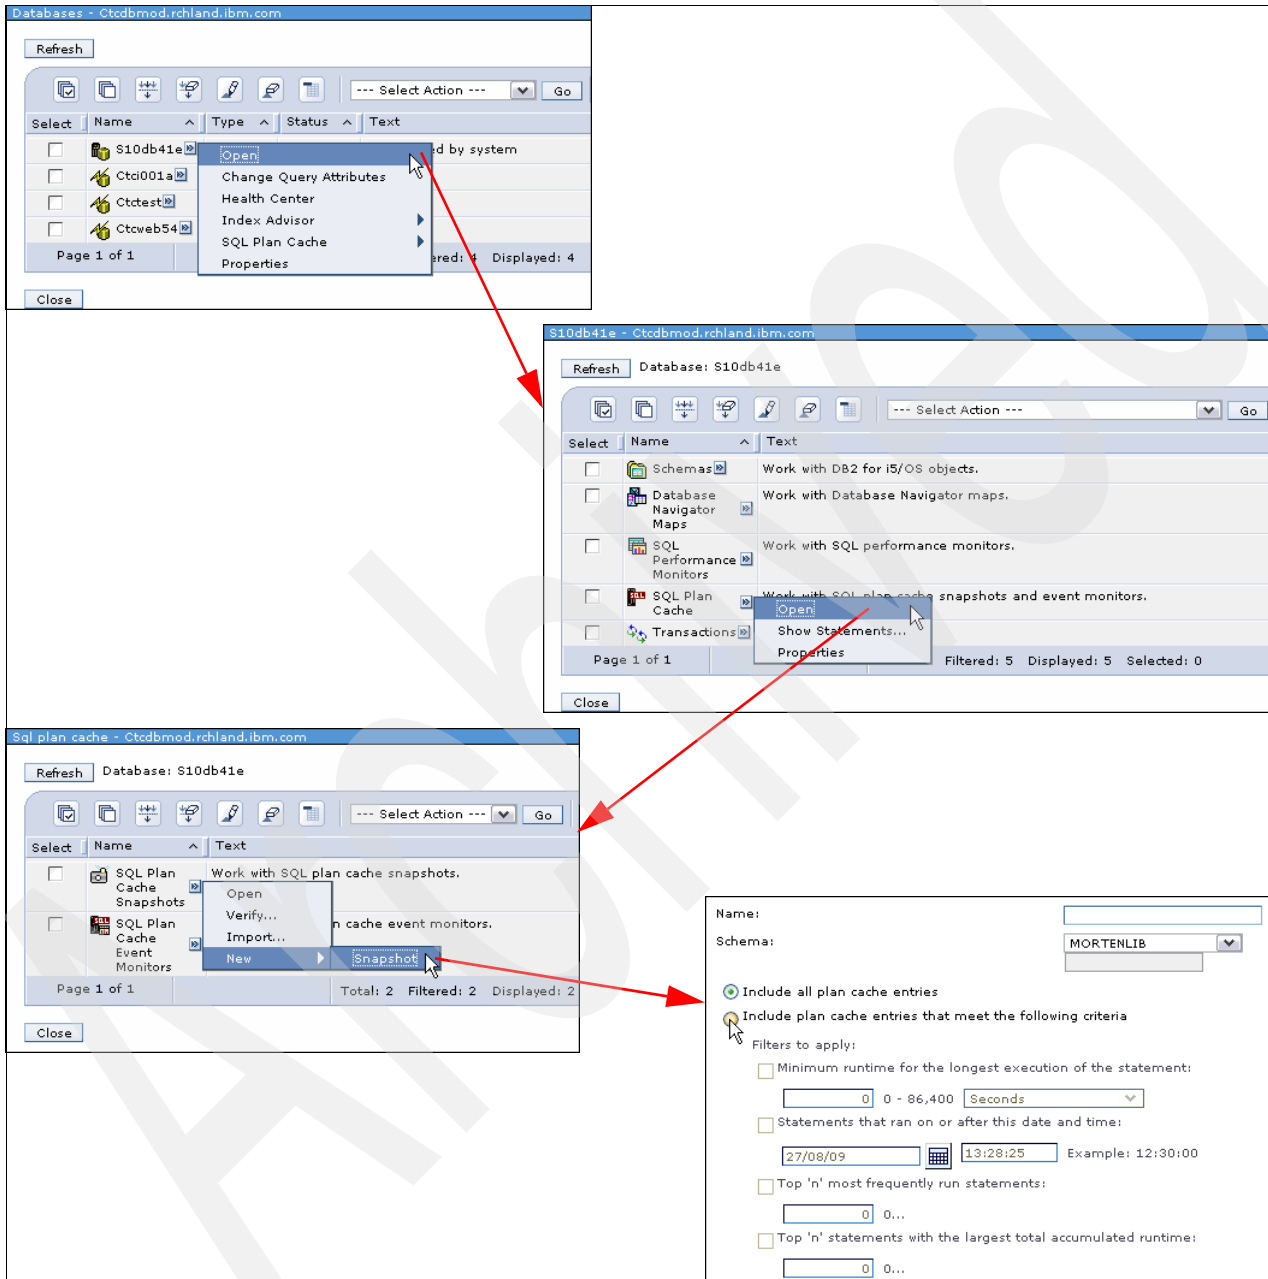 Databases - Ctcdbmod.rchland.ibm.com
Refresh
--- Select Action ---
Go
Select Name Type Status Text
S10db41e ed by system
Open
Ctci001a
Change Query Attributes
Ctctest
Health Center
Index Advisor
Ctcweb54
SQL Plan Cache
Page 1 of 1 ered: 4 Displayed: 4
Properties
Close
S10db41e - Ctcdbmod.rchland.ibm.com
Refresh Database: S10db41e
--- Select Action ---
Go
Select Name Text
Schemas Work with DB2 for i5/OS objects.
Database Navigator Maps Work with Database Navigator maps.
SQL Performance Monitors Work with SQL performance monitors.
SQL Plan Cache Work with SQL plan cache snapshots and event monitors.
Open
Transactions
Show Statements...
Properties
Page 1 of 1 Filtered: 5 Displayed: 5 Selected: 0
Close
Sql plan cache - Ctcdbmod.rchland.ibm.com
Refresh Database: S10db41e
--- Select Action ---
Go
Select Name Text
SQL Plan Cache Snapshots Work with SQL plan cache snapshots.
Open
Verify...
SQL Plan Cache Event Monitors n cache event monitors.
Import...
New Snapshot
Page 1 of 1 Total: 2 Filtered: 2 Displayed: 2
Close
Name:
Schema: MORTENLIB
Include all plan cache entries
Include plan cache entries that meet the following criteria
Filters to apply:
Minimum runtime for the longest execution of the statement:
0 0 - 86,400 Seconds
Statements that ran on or after this date and time:
27/08/09 13:28:25 Example: 12:30:00
Top 'n' most frequently run statements:
0 0...
Top 'n' statements with the largest total accumulated runtime:
0 0...
Archived